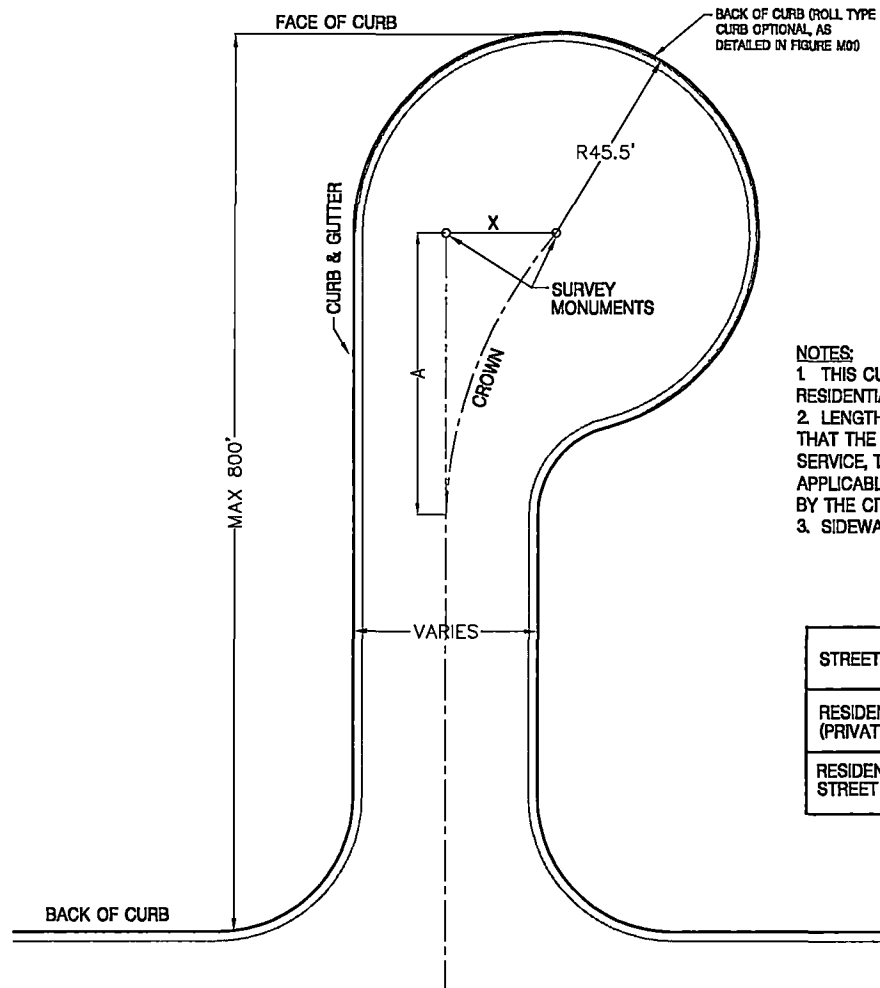 FACE OF CURB
BACK OF CURB (ROLL TYPE
CURB OPTIONAL, AS
DETAILED IN FIGURE M01)
R45.5'
X
CURB & GUTTER
SURVEY
MONUMENTS
A
CROWN
MAX 800'
VARIES
BACK OF CURB
NOTES:
1. THIS CU
RESIDENTIA
2. LENGTH
THAT THE
SERVICE, T
APPLICABL
BY THE CI
3. SIDEWA
STREET
RESIDEN
(PRIVAT
RESIDEN
STREET